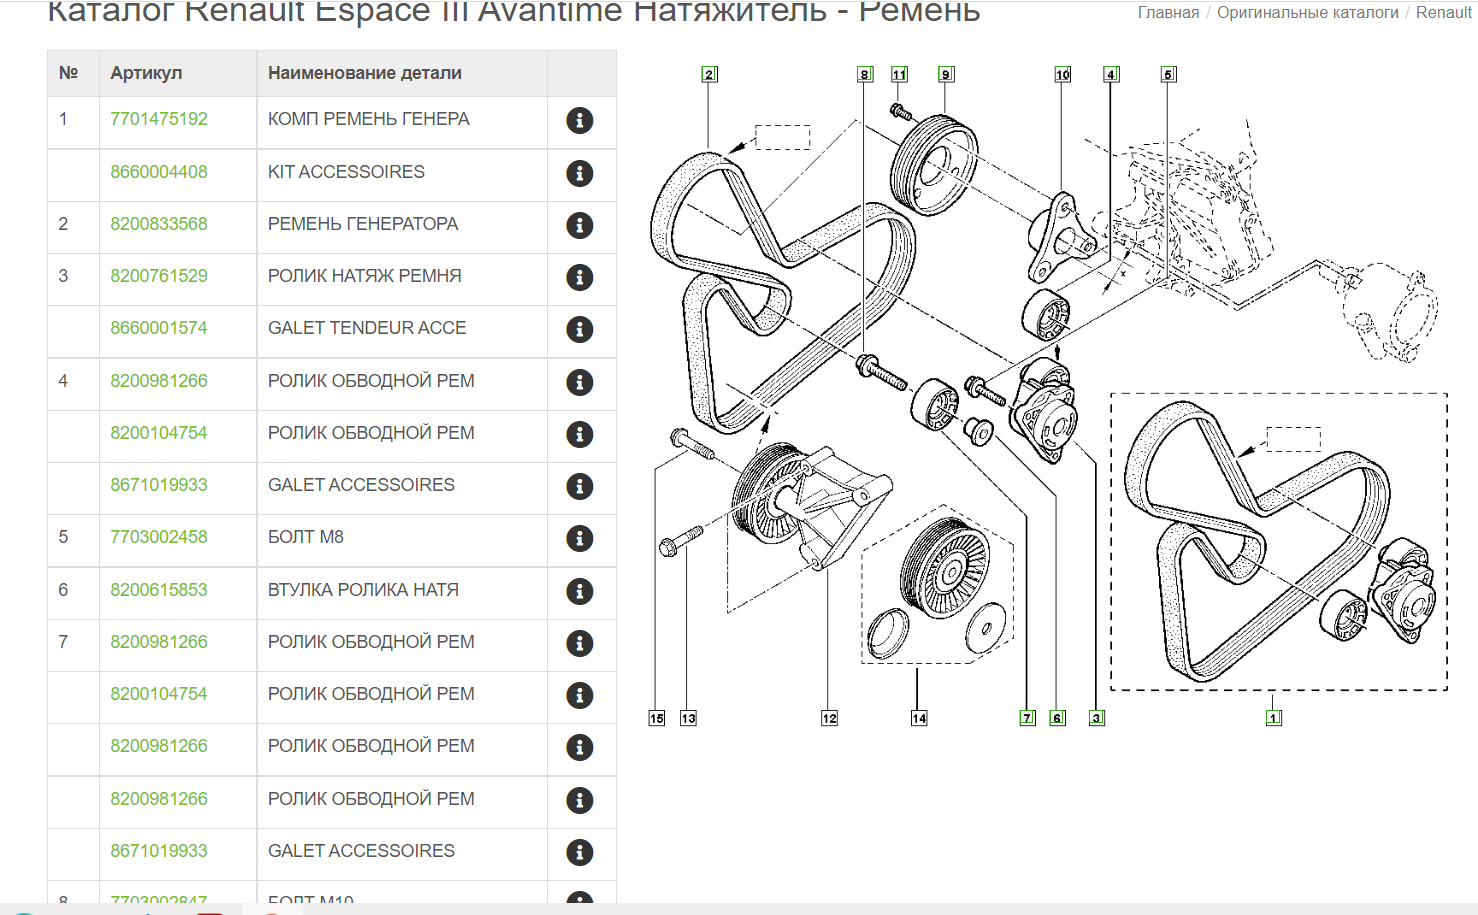 Каталог Renault Espace III Avantime Натяжитель - Ремень
Главная / Оригинальные каталоги / Renault
№ Артикул Наименование детали
1 7701475192 КОМП РЕМЕНЬ ГЕНЕРА
8660004408 KIT ACCESSOIRES
2 8200833568 РЕМЕНЬ ГЕНЕРАТОРА
3 8200761529 РОЛИК НАТЯЖ РЕМНЯ
8660001574 GALET TENDEUR ACCE
4 8200981266 РОЛИК ОБВОДНОЙ РЕМ
8200104754 РОЛИК ОБВОДНОЙ РЕМ
8671019933 GALET ACCESSOIRES
5 7703002458 БОЛТ М8
6 8200615853 ВТУЛКА РОЛИКА НАТЯ
7 8200981266 РОЛИК ОБВОДНОЙ РЕМ
8200104754 РОЛИК ОБВОДНОЙ РЕМ
8200981266 РОЛИК ОБВОДНОЙ РЕМ
8200981266 РОЛИК ОБВОДНОЙ РЕМ
8671019933 GALET ACCESSOIRES
8 7703002847 БОЛТ М10
2 8 11 9 10 4 5
x
15 13 12 14 7 6 3 1